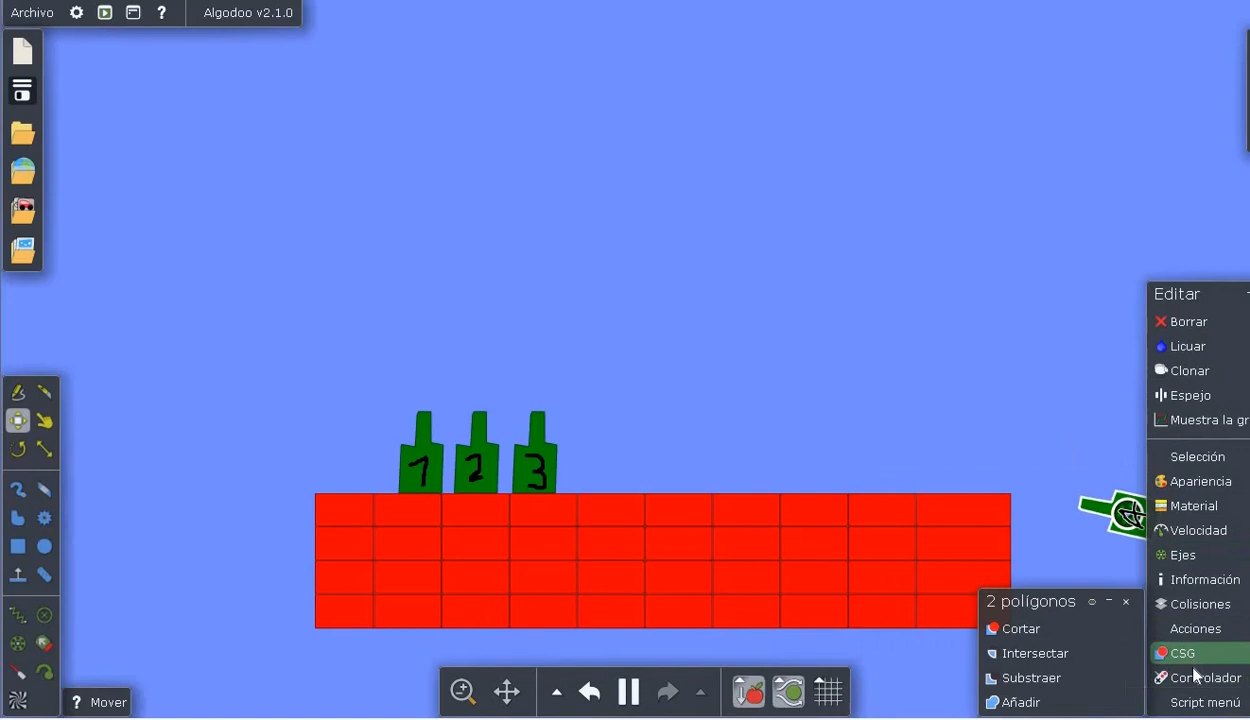 Archivo
?
Algodoo v2.1.0
1
2
3
? Mover
2 polígonos
Cortar
Intersectar
Substraer
Añadir
Editar
Borrar
Licuar
Clonar
Espejo
Muestra la gr
Selección
Apariencia
Material
Velocidad
Ejes
Información
Colisiones
Acciones
CSG
Controlador
Script menú